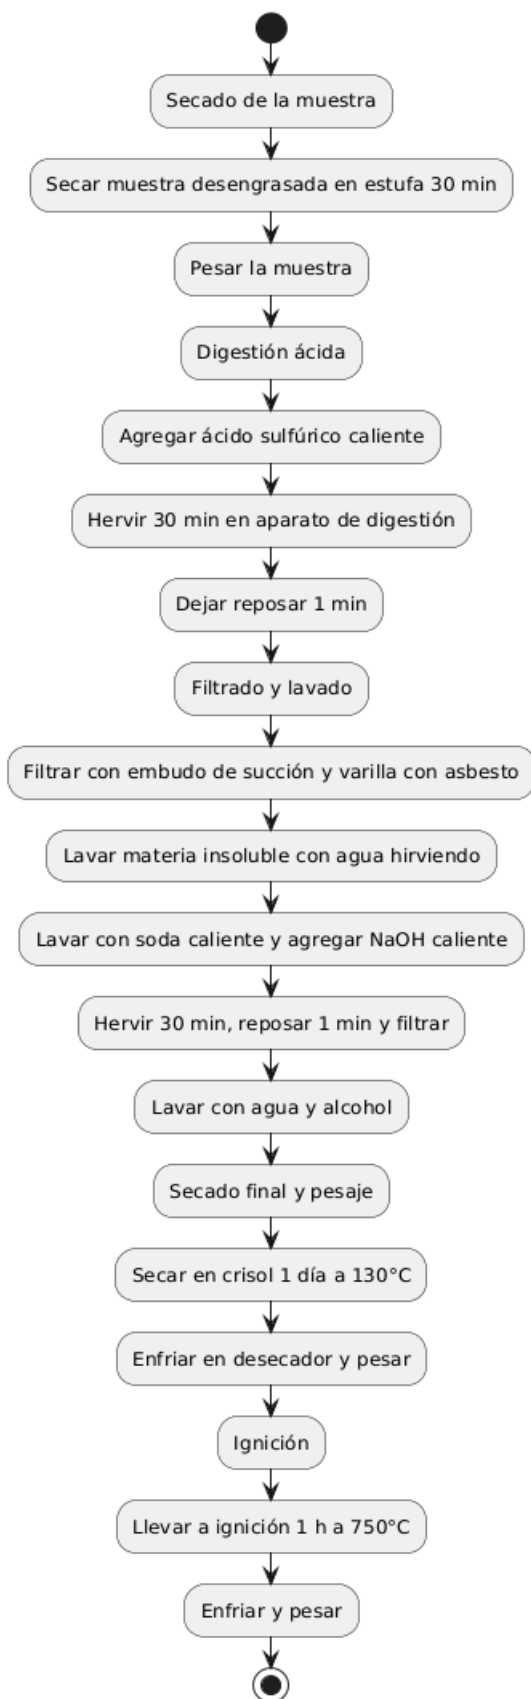 Secado de la muestra
Secar muestra desengrasada en estufa 30 min
Pesar la muestra
Digestión ácida
Agregar ácido sulfúrico caliente
Hervir 30 min en aparato de digestión
Dejar reposar 1 min
Filtrado y lavado
Filtrar con embudo de succión y varilla con asbesto
Lavar materia insoluble con agua hirviendo
Lavar con soda caliente y agregar NaOH caliente
Hervir 30 min, reposar 1 min y filtrar
Lavar con agua y alcohol
Secado final y pesaje
Secar en crisol 1 día a 130°C
Enfriar en desecador y pesar
Ignición
Llevar a ignición 1 h a 750°C
Enfriar y pesar